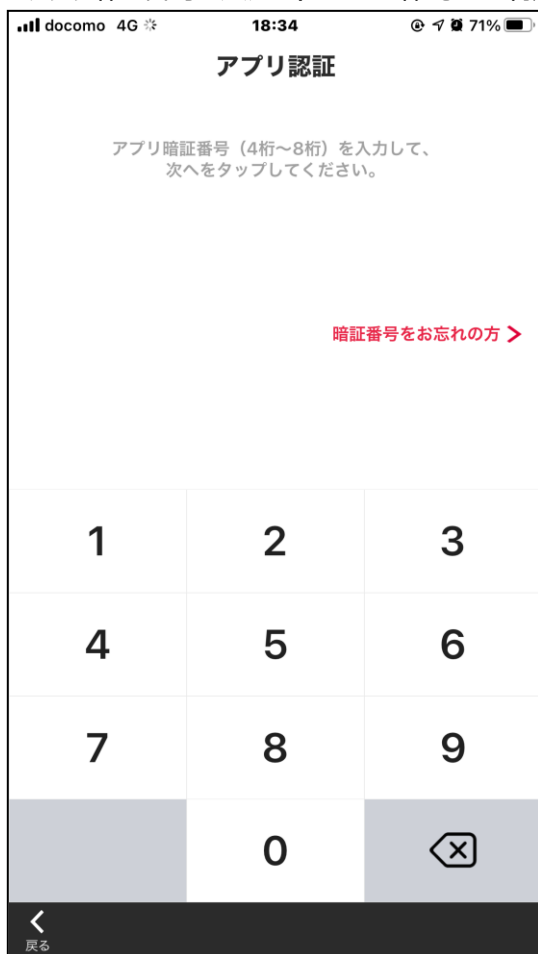 docomo 4G 18:34 71%
アプリ認証
アプリ暗証番号（4桁〜8桁）を入力して、
次へをタップしてください。
暗証番号をお忘れの方
1 2 3
4 5 6
7 8 9
0
戻る